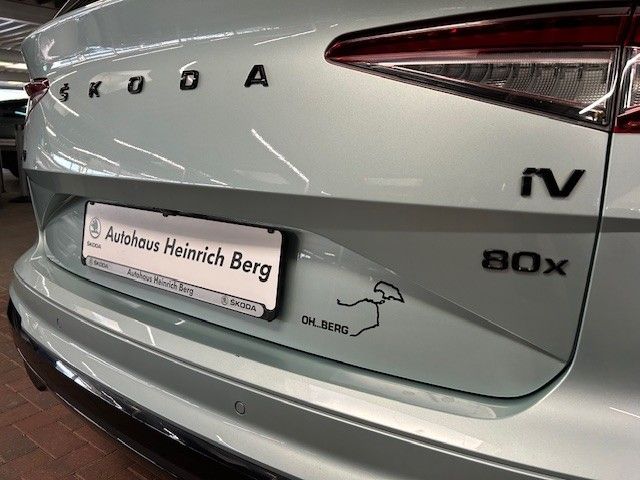 ŠKODA
iV
80x
Autohaus Heinrich Berg
ŠKODA
Autohaus Heinrich Berg
ŠKODA
OH...BERG